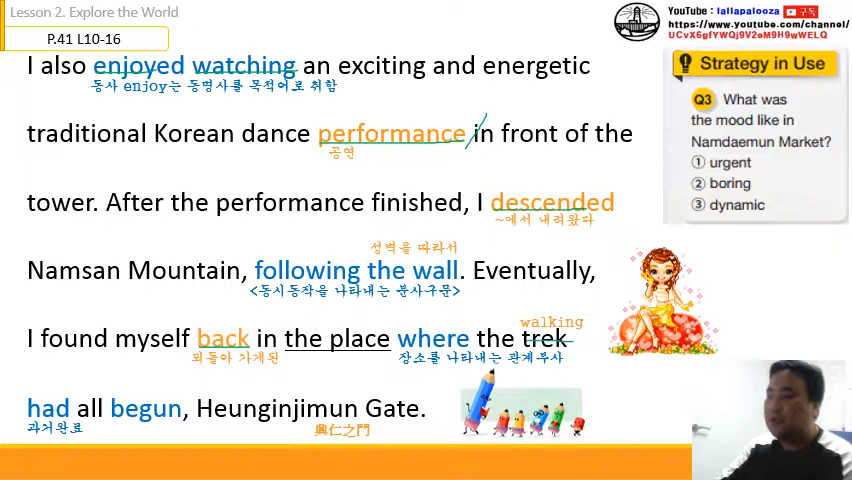 Lesson 2. Explore the World
P.41 L10-16
YouTube : lallapalooza 구독
https://www.youtube.com/channel/
UCvX6gfYWQj9V2eM9H9wWELQ
I also enjoyed watching an exciting and energetic
동사 enjoy는 동명사를 목적어로 취함
traditional Korean dance performance in front of the
공연
tower. After the performance finished, I descended
~에서 내려왔다
성벽을 따라서
Namsan Mountain, following the wall. Eventually,
<동시동작을 나타내는 분사구문>
walking
I found myself back in the place where the trek
되돌아 가게된
장소를 나타내는 관계부사
had all begun, Heunginjimun Gate.
과거완료
興仁之門
Strategy in Use
Q3 What was
the mood like in
Namdaemun Market?
① urgent
② boring
③ dynamic